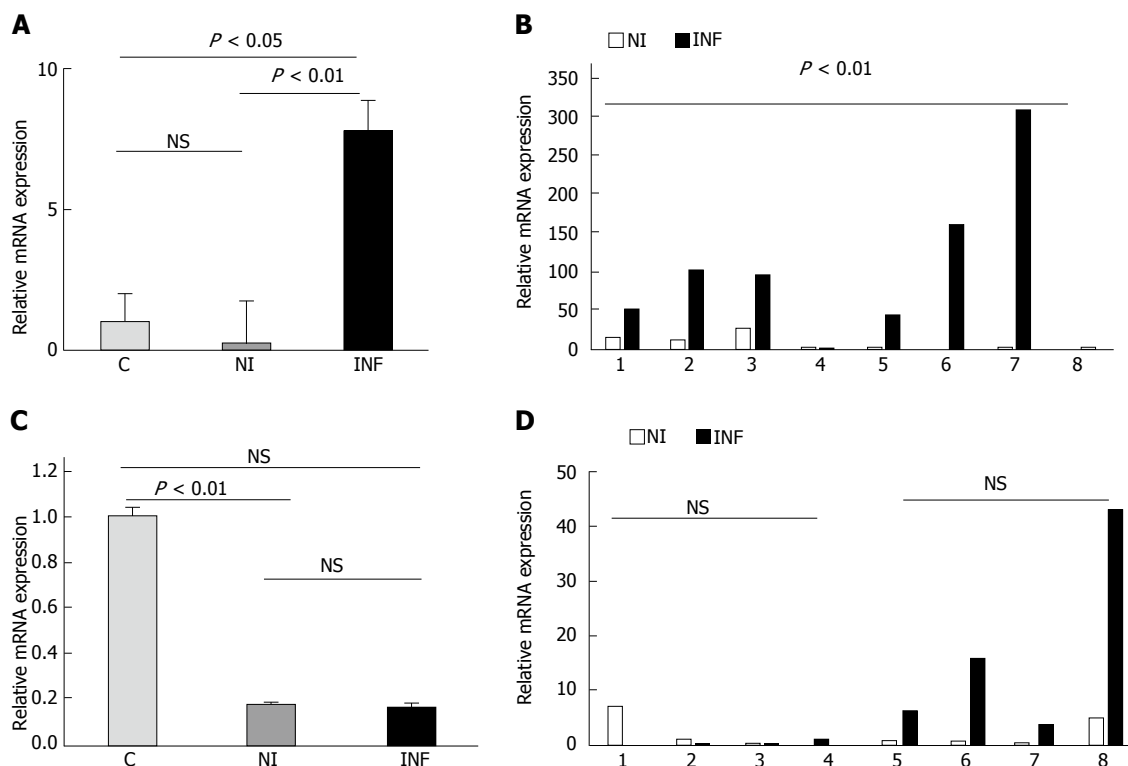 A
P < 0.05
P < 0.01
NS
Relative mRNA expression
10
5
0
C NI INF
B
NI INF
P < 0.01
Relative mRNA expression
350
300
250
200
150
100
50
0
1 2 3 4 5 6 7 8
C
NS
P < 0.01
NS
Relative mRNA expression
1.2
1.0
0.8
0.6
0.4
0.2
0.0
C NI INF
D
NI INF
NS
NS
Relative mRNA expression
50
40
30
20
10
0
1 2 3 4 5 6 7 8